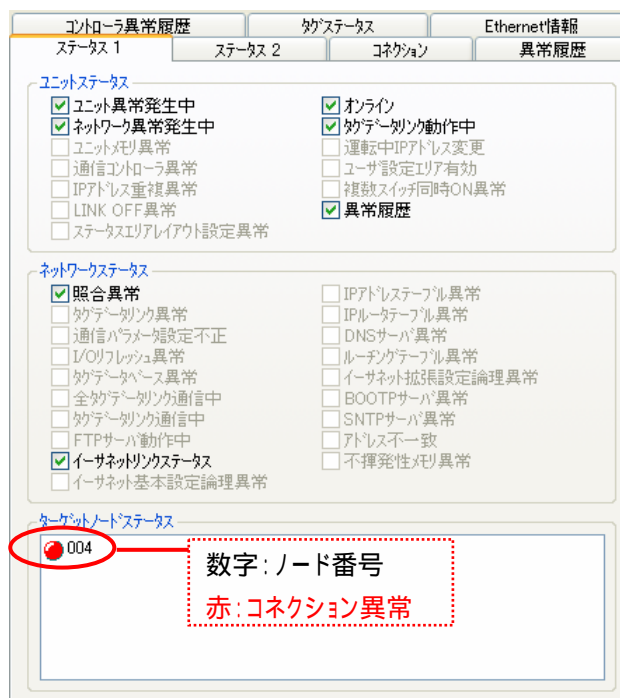 コントローラ異常履歴 タグステータス Ethernet情報
ステータス 1 ステータス 2 コネクション 異常履歴
ユニットステータス
ユニット異常発生中 オンライン
ネットワーク異常発生中 タグデータリンク動作中
ユニットメモリ異常 運転中IPアドレス変更
通信コントローラ異常 ユーザ設定エリア有効
IPアドレス重複異常 複数スイッチ同時ON異常
LINK OFF異常 異常履歴
ステータスエリアレイアウト設定異常
ネットワークステータス
照合異常 IPアドレステーブル異常
タグデータリンク異常 IPルータテーブル異常
通信パラメータ設定不正 DNSサーバ異常
I/Oリフレッシュ異常 ルーチングテーブル異常
タグデータベース異常 イーサネット拡張設定論理異常
全タグデータリンク通信中 BOOTPサーバ異常
タグデータリンク通信中 SNTPサーバ異常
FTPサーバ動作中 アドレス不一致
イーサネットリンクステータス 不揮発性メモリ異常
イーサネット基本設定論理異常
ターゲットノードステータス
004
数字:ノード番号
赤:コネクション異常